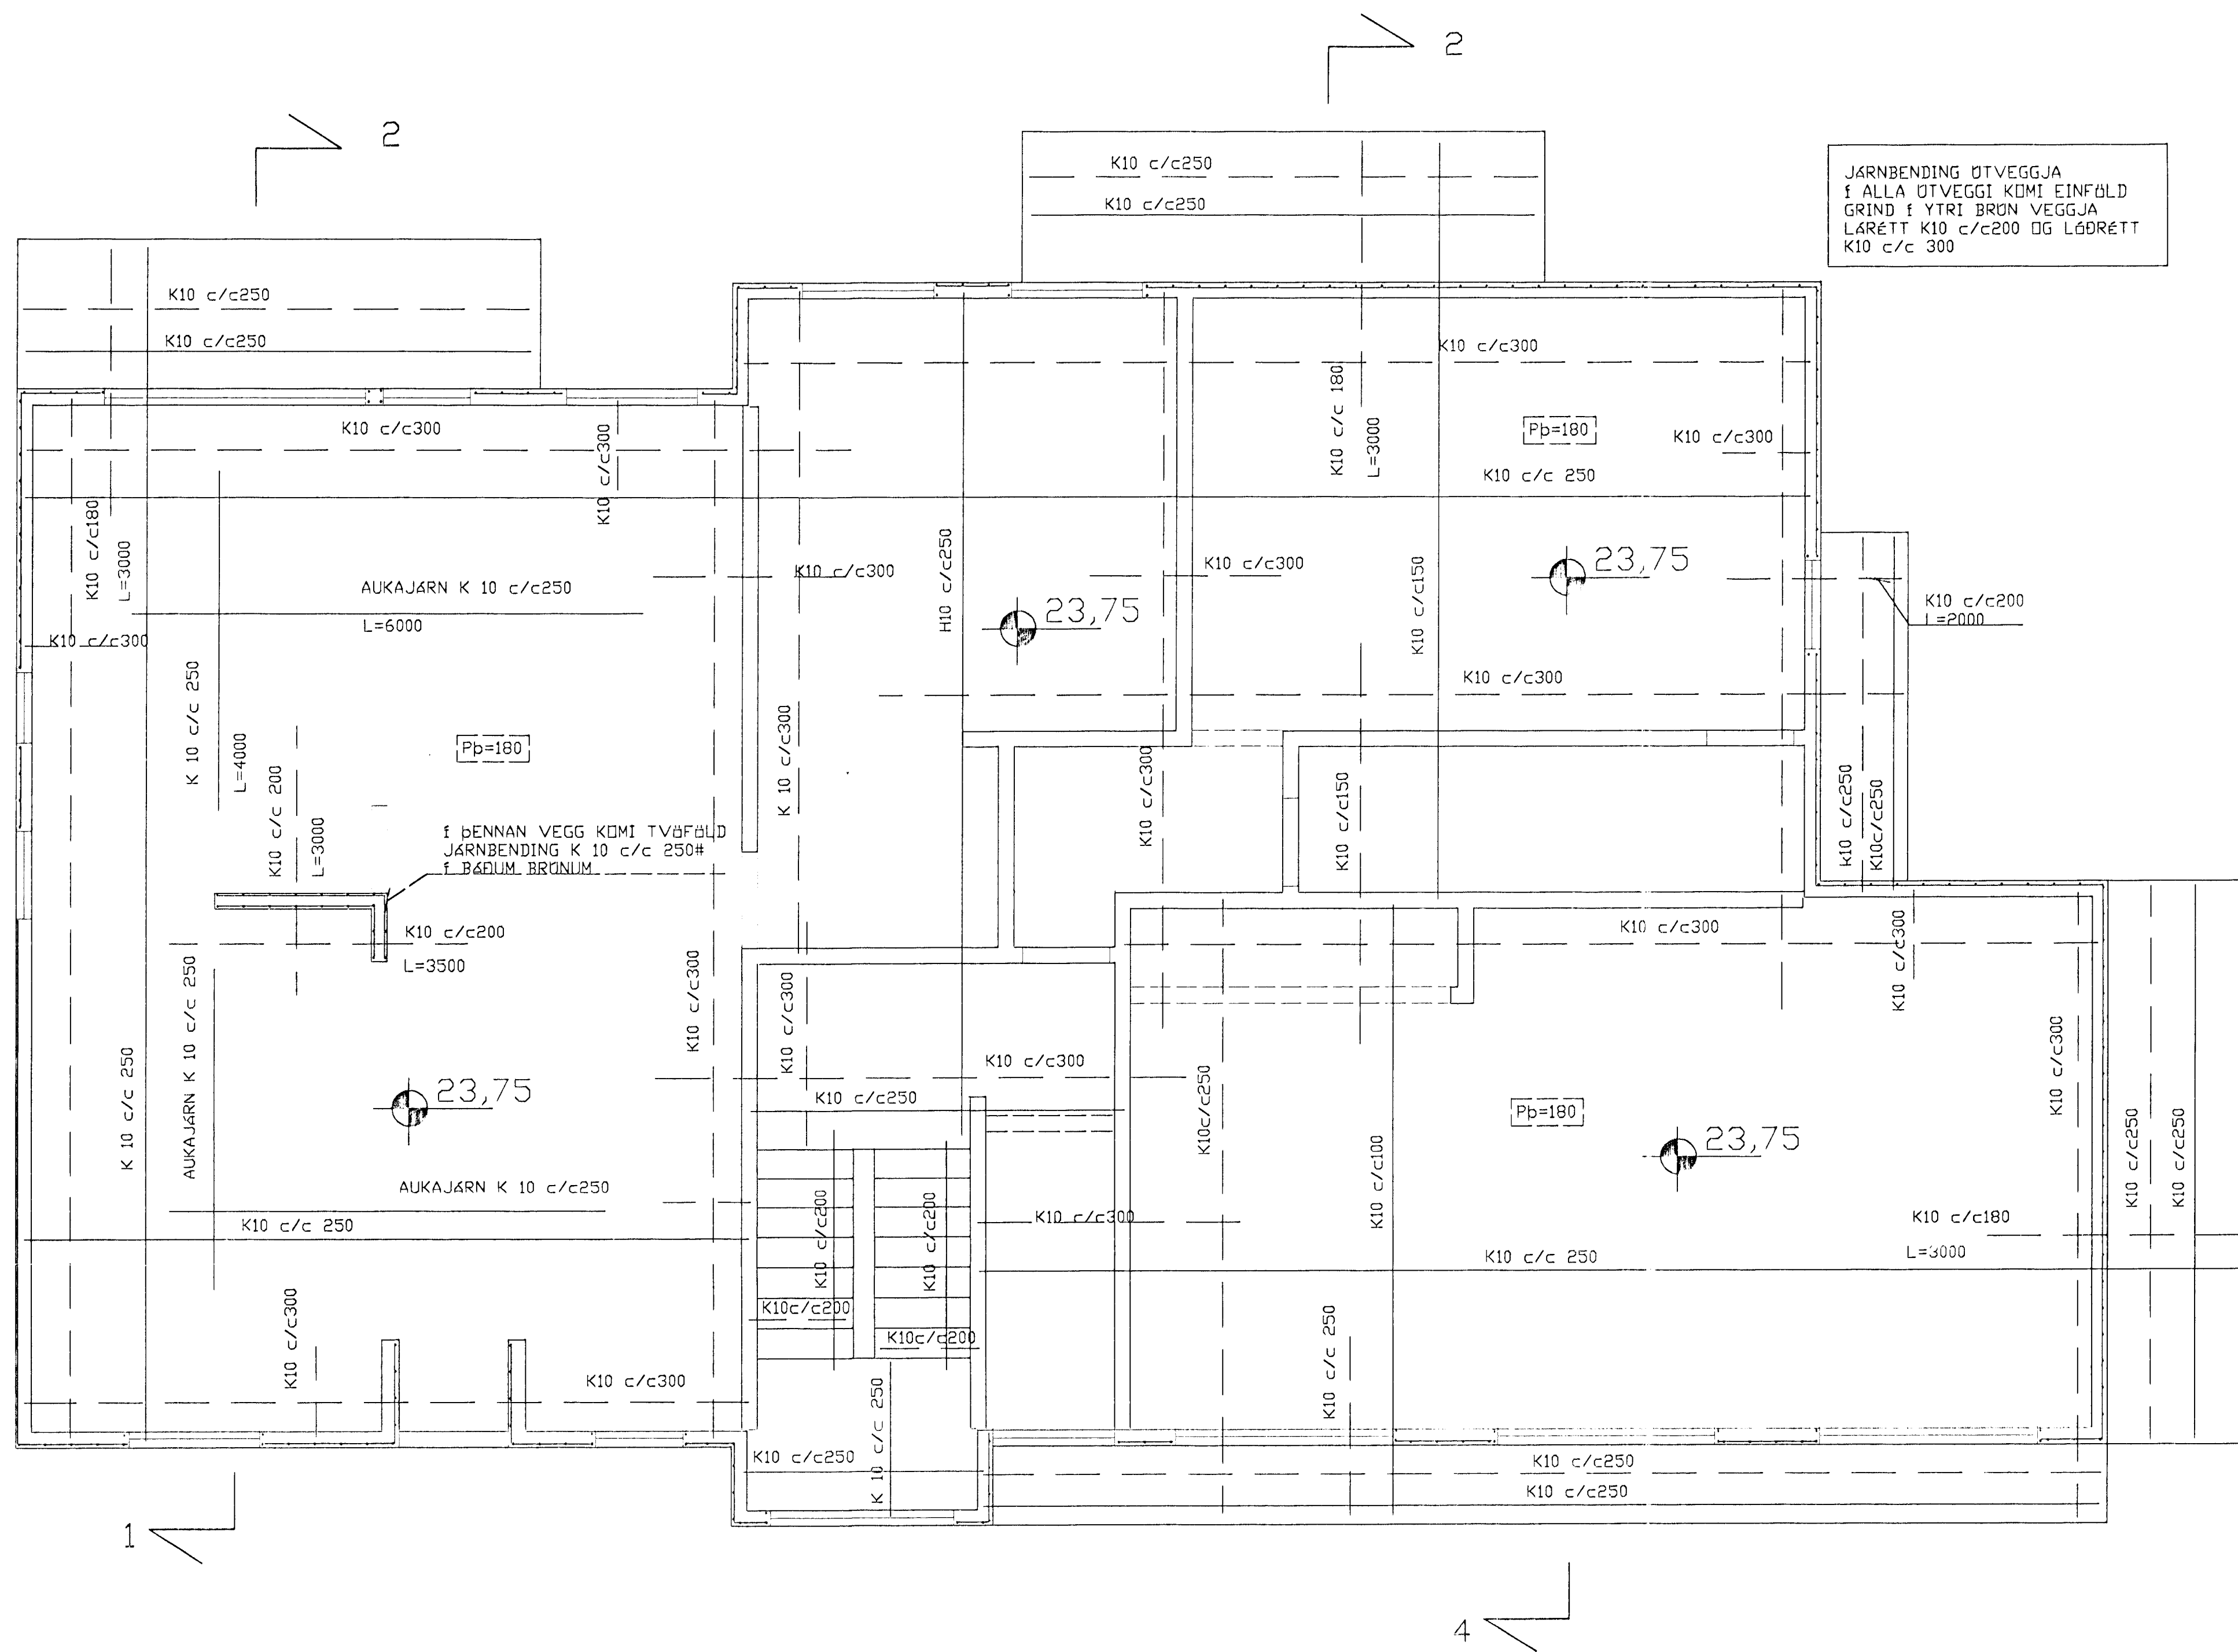 2
2
K10 c/c250
K10 c/c250
JÁRNBENDING ÚTVEGGJA
Í ALLA ÚTVEGGI KOMI EINFÖLD
GRIND Í YTRI BRÚN VEGGJA
LÁRÉTT K10 c/c200 OG LÓÐRÉTT
K10 c/c 300
K10 c/c250
K10 c/c250
K10 c/c300
K10 c/c300
K10 c/c 180
L=3000
K10 c/c300
Pþ=180
K10 c/c300
K10 c/c 250
K10 c/c180
L=3000
AUKAJÁRN K 10 c/c250
L=6000
K10 c/c300
K10 c/c300
H10 c/c250
23,75
K10 c/c300
K10 c/c150
23,75
K10 c/c200
L=2000
K 10 c/c 250
L=4000
Pþ=180
K 10 c/c300
K10 c/c300
K10 c/c 200
L=3000
Í ÞENNAN VEGG KOMI TVÖFÖLD
JÁRNBENDING K 10 c/c 250#
Í BÁÐUM BRÚNUM
K10 c/c300
K10 c/c150
K10 c/c250
K10c/c250
K10 c/c200
L=3500
K10 c/c300
K10 c/c300
AUKAJÁRN K 10 c/c 250
K10 c/c300
K10 c/c300
K10 c/c300
K10 c/c300
K 10 c/c 250
23,75
K10 c/c250
K10c/c250
Pþ=180
23,75
K10 c/c250
K10 c/c250
AUKAJÁRN K 10 c/c250
K10 c/c 250
K10 c/c200
K10 c/c200
K10 c/c300
K10 c/c100
K10 c/c180
L=3000
K10 c/c 250
K10c/c200
K10c/c200
K10 c/c300
K10 c/c300
K10 c/c 250
K 10 c/c 250
K10 c/c250
K10 c/c250
K10 c/c250
1
4